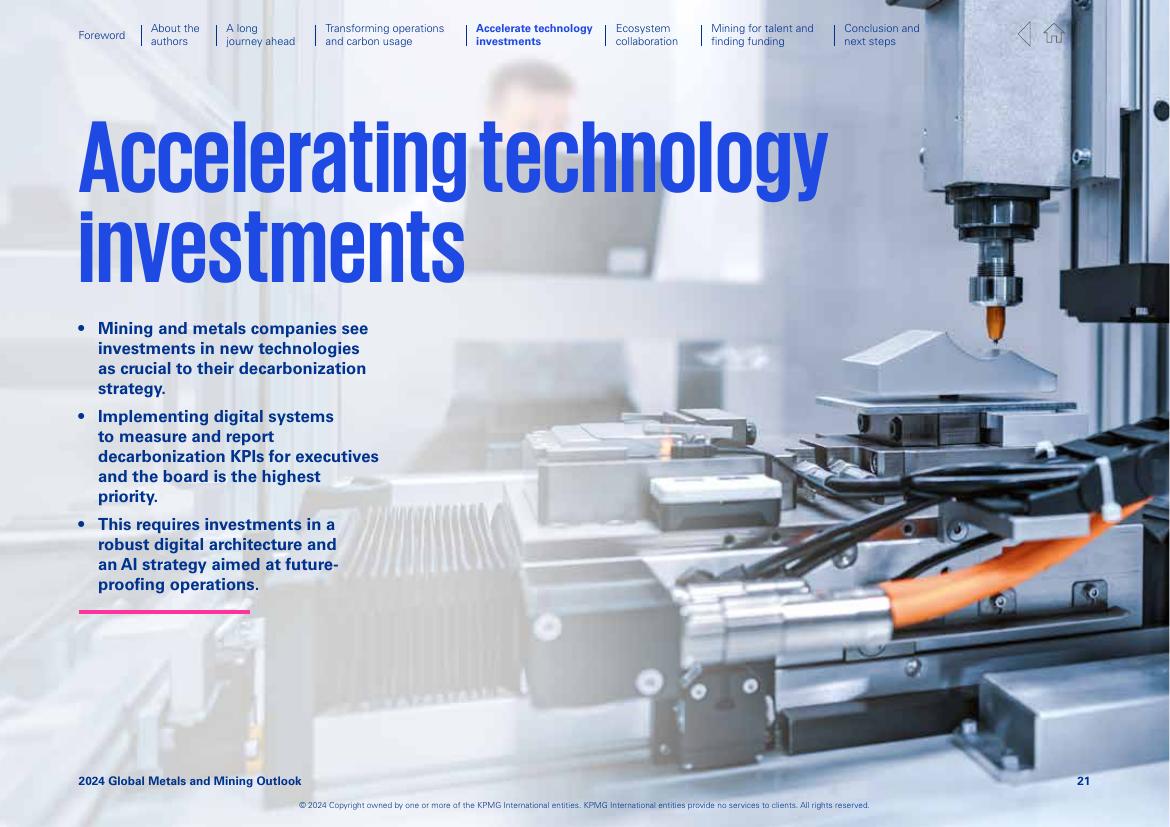 Foreword
About the
authors
A long
journey ahead
Transforming operations
and carbon usage
Accelerate technology
investments
Ecosystem
collaboration
Mining for talent and
finding funding
Conclusion and
next steps
Accelerating technology
investments
• Mining and metals companies see
investments in new technologies
as crucial to their decarbonization
strategy.
• Implementing digital systems
to measure and report
decarbonization KPIs for executives
and the board is the highest
priority.
• This requires investments in a
robust digital architecture and
an AI strategy aimed at future-
proofing operations.
2024 Global Metals and Mining Outlook
21
© 2024 Copyright owned by one or more of the KPMG International entities. KPMG International entities provide no services to clients. All rights reserved.